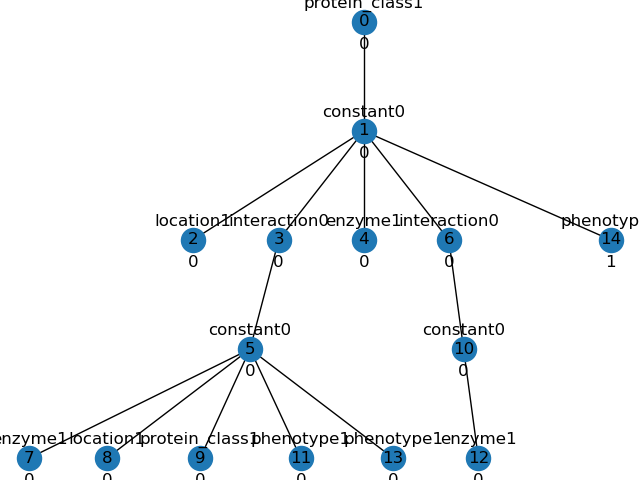 protein_class1
0
0
constant0
1
0
location1 interaction0 enzyme1 interaction0 phenotyp
2 3 4 6 14
0 0 0 0 1
constant0 constant0
5 10
0 0
enzyme1 location1 protein_class1 phenotype1 phenotype1 enzyme1
7 8 9 11 13 12
0 0 0 0 0 0